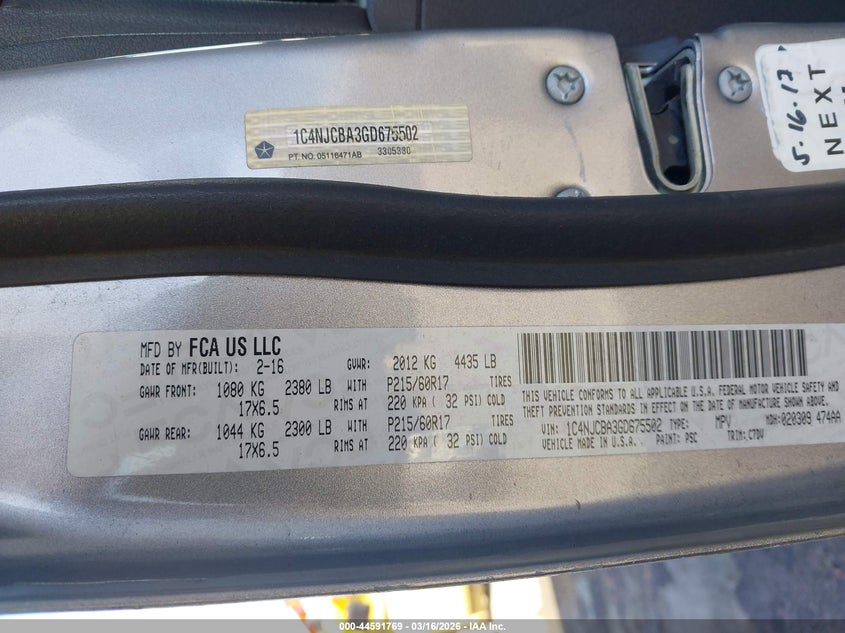 1C4NJCBA3GD675502
PT. NO. 05116471AB 3305380
5.16.17
NEXT
MFD BY FCA US LLC
DATE OF MFR(BUILT): 2-16 GVWR: 2012 KG 4435 LB
GAWR FRONT: 1080 KG 2380 LB WITH P215/60R17 TIRES
17X6.5 RIMS AT 220 KPA ( 32 PSI) COLD
GAWR REAR: 1044 KG 2300 LB WITH P215/60R17 TIRES
17X6.5 RIMS AT 220 KPA ( 32 PSI) COLD
THIS VEHICLE CONFORMS TO ALL APPLICABLE U.S.A. FEDERAL MOTOR VEHICLE SAFETY AND
THEFT PREVENTION STANDARDS IN EFFECT ON THE DATE OF MANUFACTURE SHOWN ABOVE.
VIN: 1C4NJCBA3GD675502 TYPE: MPV MDH:020309 474AA
VEHICLE MADE IN U.S.A. PAINT: PSC TRIM:C7DV
000-44591769 - 03/16/2026 - IAA Inc.